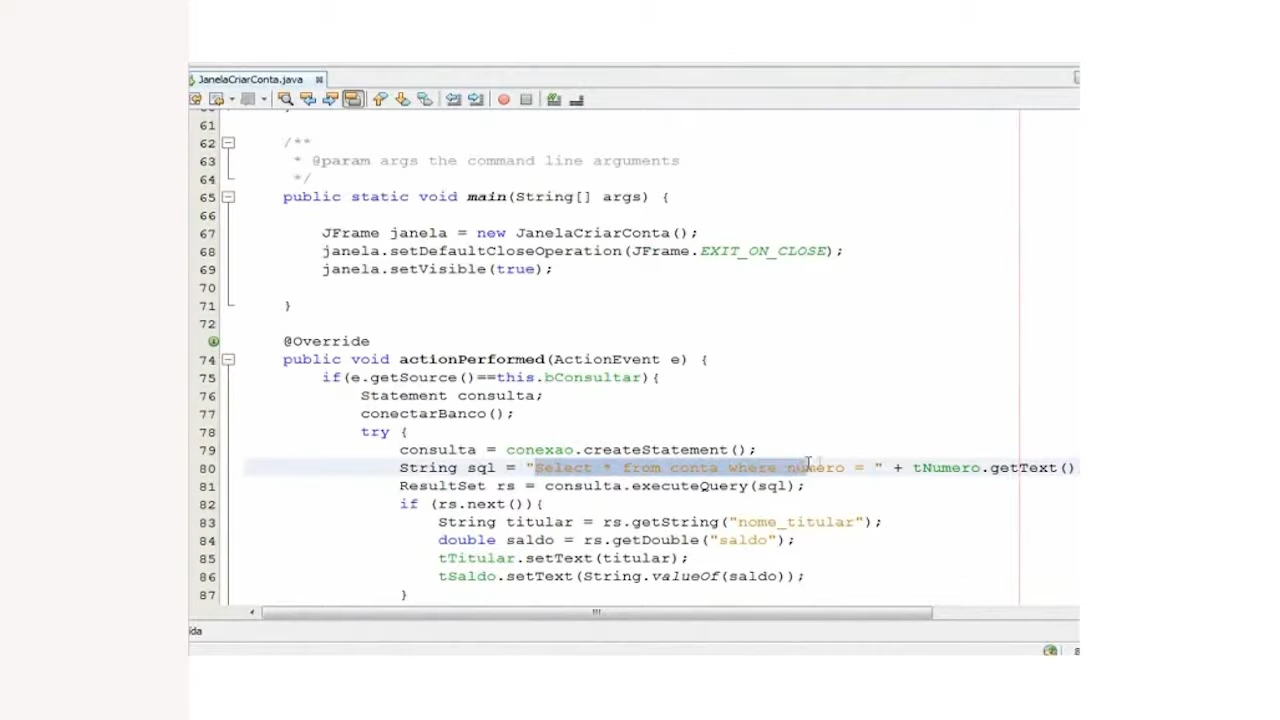 JanelaCriarConta.java
61
62 /**
63 * @param args the command line arguments
64 */
65 public static void main(String[] args) {
66
67 JFrame janela = new JanelaCriarConta();
68 janela.setDefaultCloseOperation(JFrame.EXIT_ON_CLOSE);
69 janela.setVisible(true);
70
71 }
72
@Override
74 public void actionPerformed(ActionEvent e) {
75 if(e.getSource()==this.bConsultar){
76 Statement consulta;
77 conectarBanco();
78 try {
79 consulta = conexao.createStatement();
80 String sql = "Select * from conta where numero = " + tNumero.getText()
81 ResultSet rs = consulta.executeQuery(sql);
82 if (rs.next()){
83 String titular = rs.getString("nome_titular");
84 double saldo = rs.getDouble("saldo");
85 tTitular.setText(titular);
86 tSaldo.setText(String.valueOf(saldo));
87 }
ída